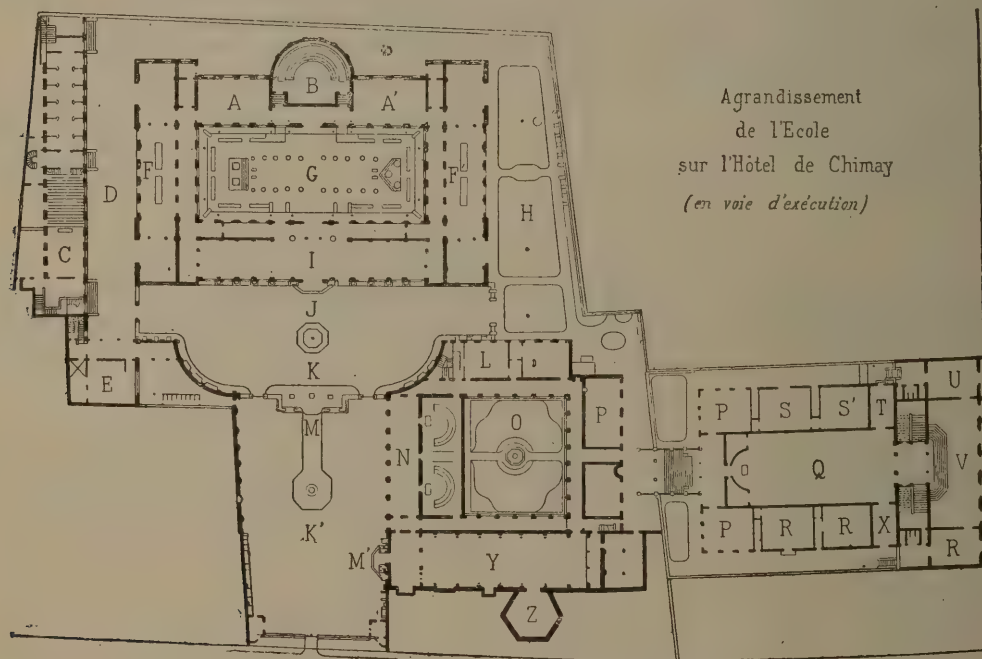 Agrandissement
de l'Ecole
sur l'Hôtel de Chimay
(en voie d'exécution)
B
A A'
F G F
D H
C I
J
K L
E
M N O P P S S' T U
Q V
K' P R R X R
M' Y
Z